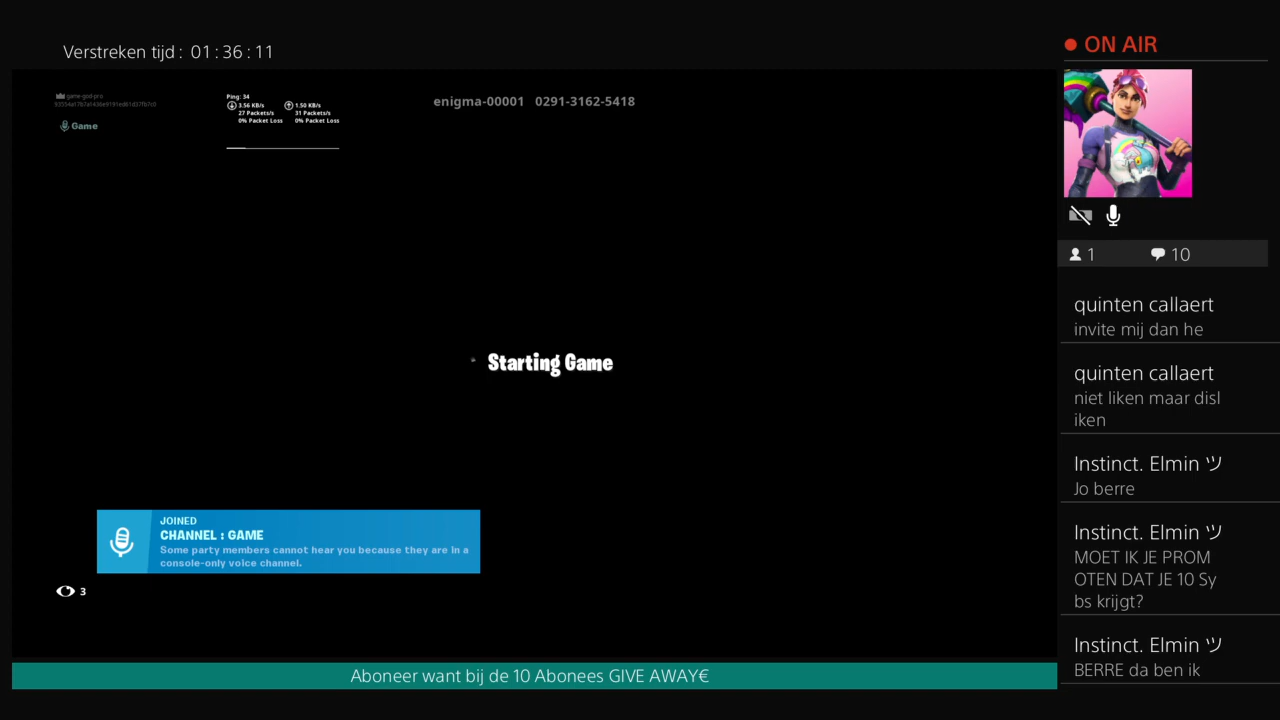 Verstreken tijd : 01 : 36 : 11
ON AIR
game-god-pro
Game
Ping: 34
3.56 KB/s
27 Packets/s
0% Packet Loss
1.50 KB/s
31 Packets/s
0% Packet Loss
enigma-00001 0291-3162-5418
1 10
Starting Game
JOINED
CHANNEL : GAME
Some party members cannot hear you because they are in a
console-only voice channel.
3
Aboneer want bij de 10 Abonees GIVE AWAY€
quinten callaert
invite mij dan he
quinten callaert
niet liken maar disl
iken
Instinct. Elmin ツ
Jo berre
Instinct. Elmin ツ
MOET IK JE PROM
OTEN DAT JE 10 Sy
bs krijgt?
Instinct. Elmin ツ
BERRE da ben ik